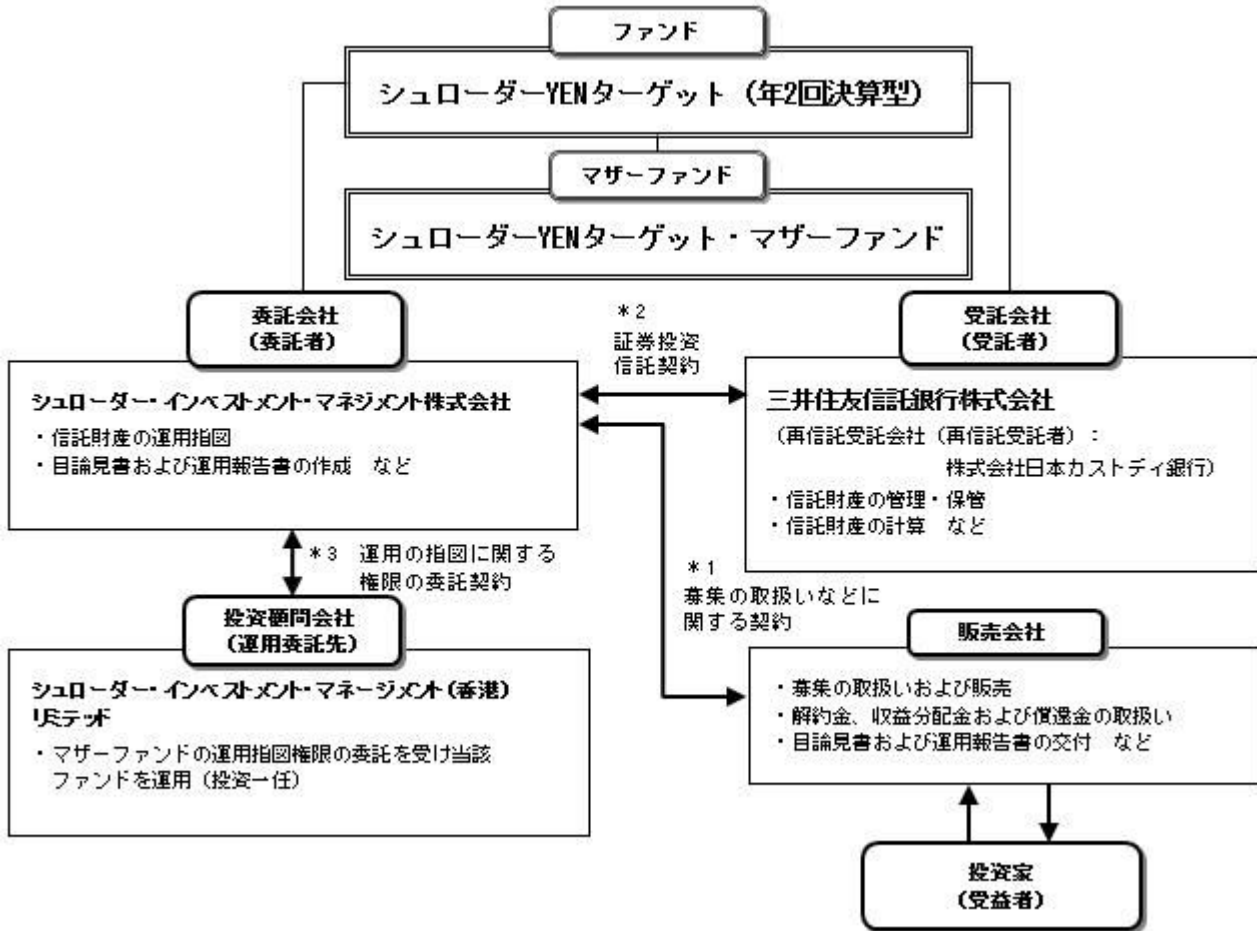 ファンド
シュローダーYENターゲット(年2回決算型)
マザーファンド
シュローダーYENターゲット・マザーファンド
委託会社
(委託者)
シュローダー・インベストメント・マネジメント株式会社
・信託財産の運用指図
・目論見書および運用報告書の作成 など
*2
証券投資
信託契約
受託会社
(受託者)
三井住友信託銀行株式会社
(再信託受託会社(再信託受託者):
株式会社日本カストディ銀行)
・信託財産の管理・保管
・信託財産の計算 など
*3 運用の指図に関する
権限の委託契約
*1
募集の取扱いなどに
関する契約
投資顧問会社
(運用委託先)
シュローダー・インベストメント・マネージメント(香港)
リミテッド
・マザーファンドの運用指図権限の委託を受け当該
ファンドを運用(投資一任)
販売会社
・募集の取扱いおよび販売
・解約金、収益分配金および償還金の取扱い
・目論見書および運用報告書の交付 など
投資家
(受益者)